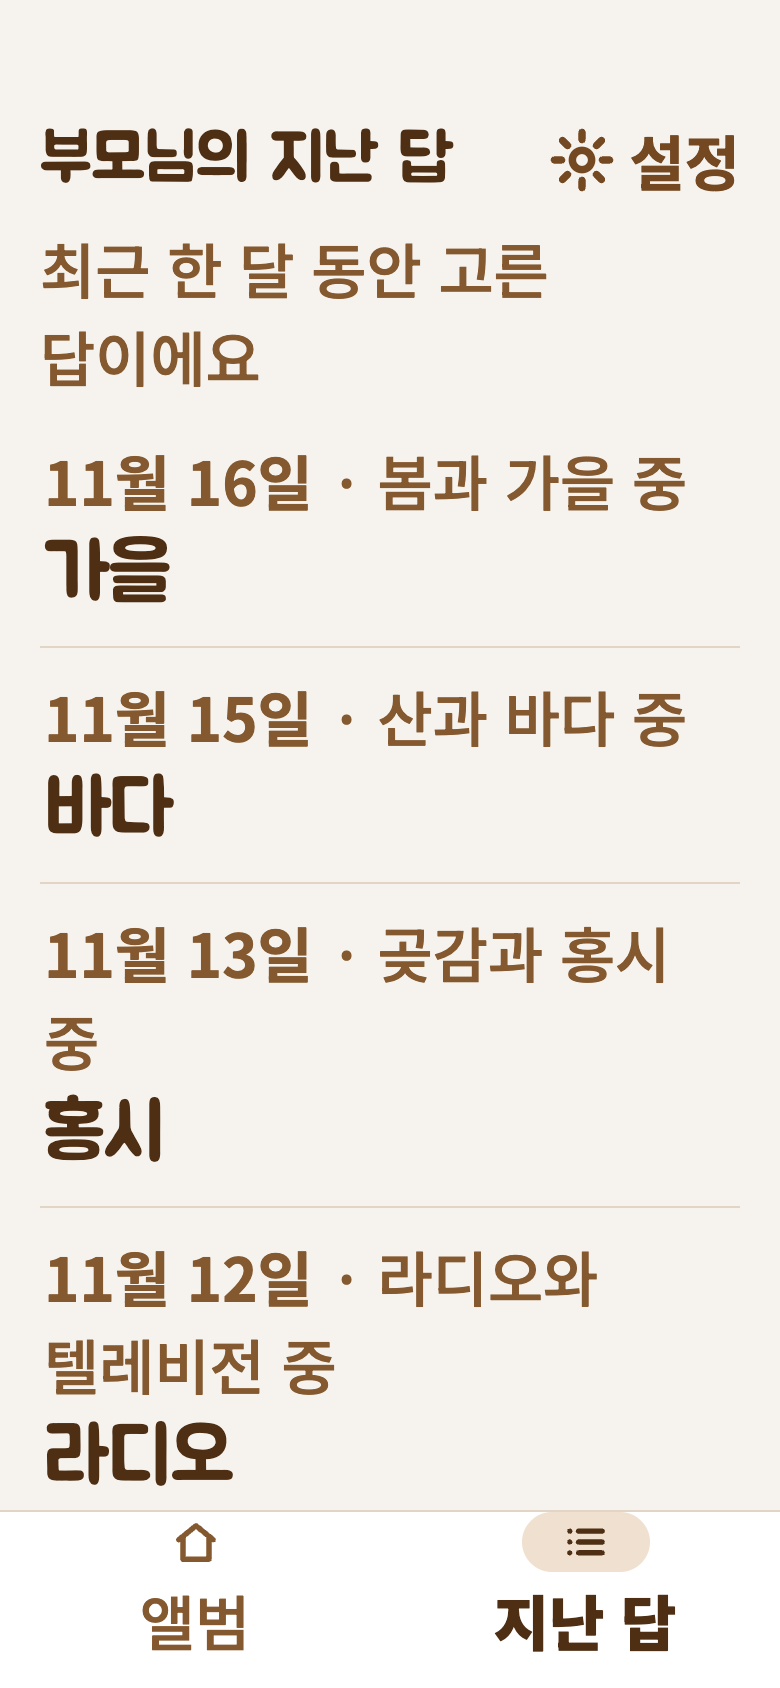 부모님의 지난 답
설정
최근 한 달 동안 고른
답이에요
11월 16일 · 봄과 가을 중
가을
11월 15일 · 산과 바다 중
바다
11월 13일 · 곶감과 홍시
중
홍시
11월 12일 · 라디오와
텔레비전 중
라디오
앨범
지난 답